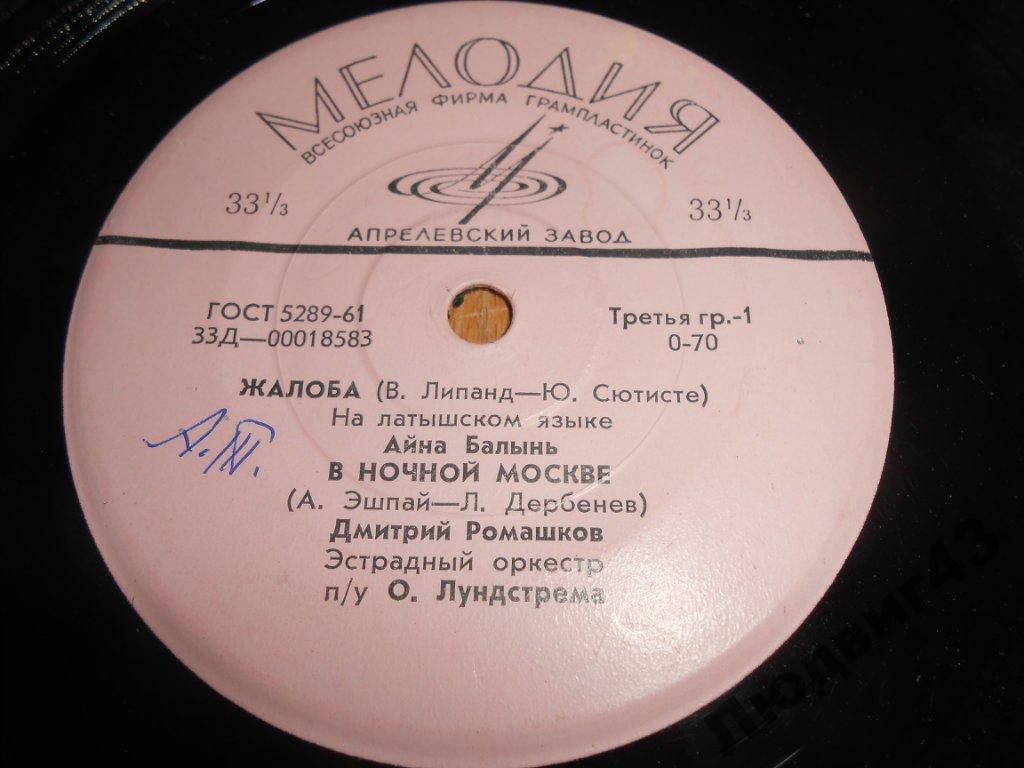 МЕЛОДИЯ
ВСЕСОЮЗНАЯ ФИРМА ГРАМПЛАСТИНОК
33⅓ 33⅓
АПРЕЛЕВСКИЙ ЗАВОД
ГОСТ 5289-61 Третья гр.-1
33Д—00018583 0-70
ЖАЛОБА (В. Липанд—Ю. Сютисте)
На латышском языке
Айна Балынь
В НОЧНОЙ МОСКВЕ
(А. Эшпай—Л. Дербенев)
Дмитрий Ромашков
Эстрадный оркестр
п/у О. Лундстрема
Людвиг43